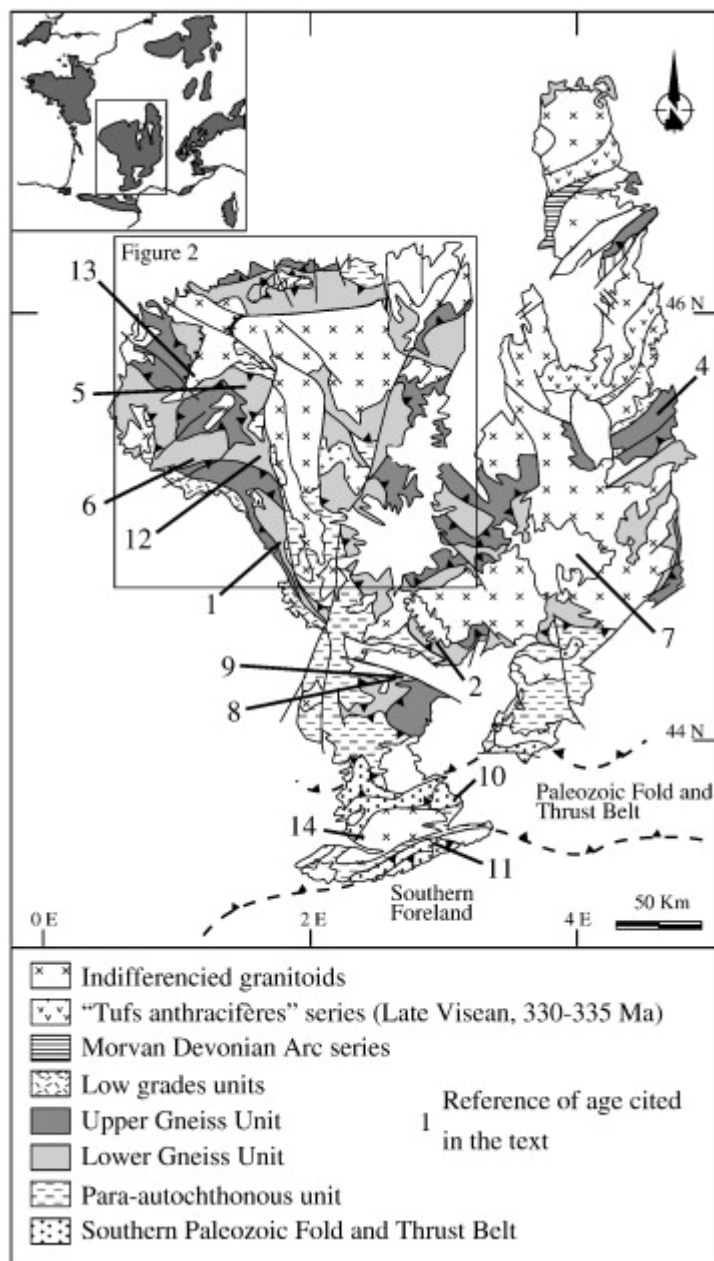 Figure 2
13
46 N
5
4
6
12
1
7
9
2
8
44 N
10
Paleozoic Fold and
Thrust Belt
14
11
Southern
Foreland
50 Km
0 E
2 E
4 E
Indifferencied granitoids
“Tufs anthracifères” series (Late Visean, 330-335 Ma)
Morvan Devonian Arc series
Low grades units
Upper Gneiss Unit
1 Reference of age cited
in the text
Lower Gneiss Unit
Para-autochthonous unit
Southern Paleozoic Fold and Thrust Belt